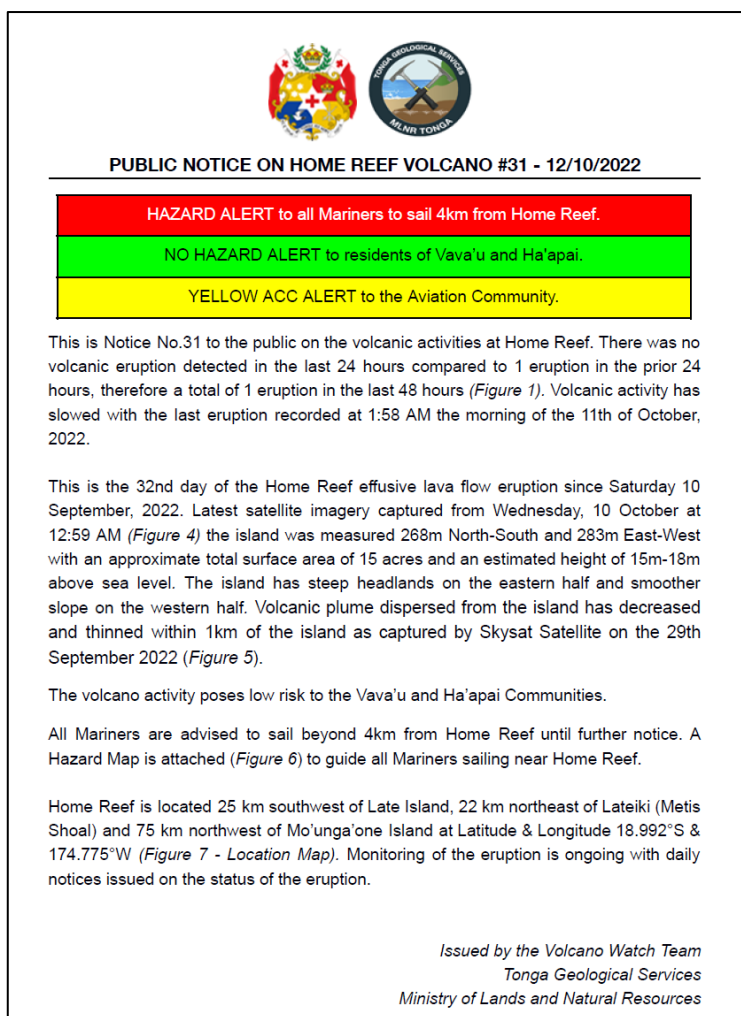 TONGA GEOLOGICAL SERVICES
MLNR TONGA
PUBLIC NOTICE ON HOME REEF VOLCANO #31 - 12/10/2022
HAZARD ALERT to all Mariners to sail 4km from Home Reef.
NO HAZARD ALERT to residents of Vava'u and Ha'apai.
YELLOW ACC ALERT to the Aviation Community.
This is Notice No.31 to the public on the volcanic activities at Home Reef. There was no
volcanic eruption detected in the last 24 hours compared to 1 eruption in the prior 24
hours, therefore a total of 1 eruption in the last 48 hours (Figure 1). Volcanic activity has
slowed with the last eruption recorded at 1:58 AM the morning of the 11th of October,
2022.
This is the 32nd day of the Home Reef effusive lava flow eruption since Saturday 10
September, 2022. Latest satellite imagery captured from Wednesday, 10 October at
12:59 AM (Figure 4) the island was measured 268m North-South and 283m East-West
with an approximate total surface area of 15 acres and an estimated height of 15m-18m
above sea level. The island has steep headlands on the eastern half and smoother
slope on the western half. Volcanic plume dispersed from the island has decreased
and thinned within 1km of the island as captured by Skysat Satellite on the 29th
September 2022 (Figure 5).
The volcano activity poses low risk to the Vava'u and Ha'apai Communities.
All Mariners are advised to sail beyond 4km from Home Reef until further notice. A
Hazard Map is attached (Figure 6) to guide all Mariners sailing near Home Reef.
Home Reef is located 25 km southwest of Late Island, 22 km northeast of Lateiki (Metis
Shoal) and 75 km northwest of Mo'unga'one Island at Latitude & Longitude 18.992°S &
174.775°W (Figure 7 - Location Map). Monitoring of the eruption is ongoing with daily
notices issued on the status of the eruption.
Issued by the Volcano Watch Team
Tonga Geological Services
Ministry of Lands and Natural Resources